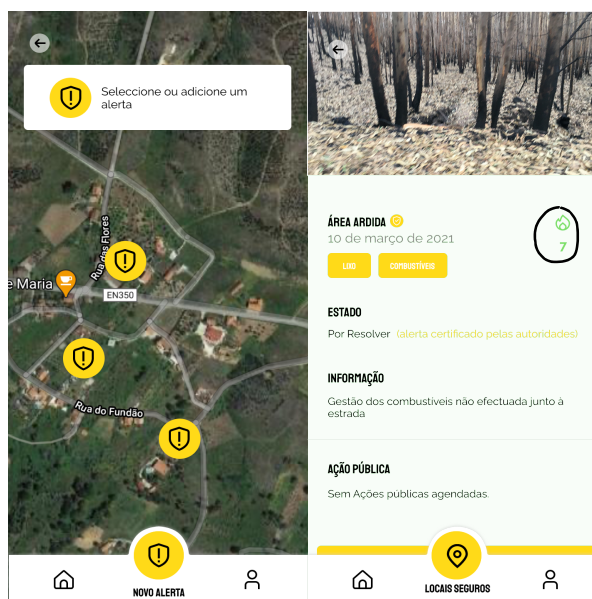 Seleccione ou adicione um
alerta
Rua das Flores
e Maria
EN350
Rua do Fundão
NOVO ALERTA
ÁREA ARDIDA
10 de março de 2021
7
LIXO
COMBUSTÍVEIS
ESTADO
Por Resolver (alerta certificado pelas autoridades)
INFORMAÇÃO
Gestão dos combustíveis não efectuada junto à
estrada
AÇÃO PÚBLICA
Sem Ações públicas agendadas.
LOCAIS SEGUROS